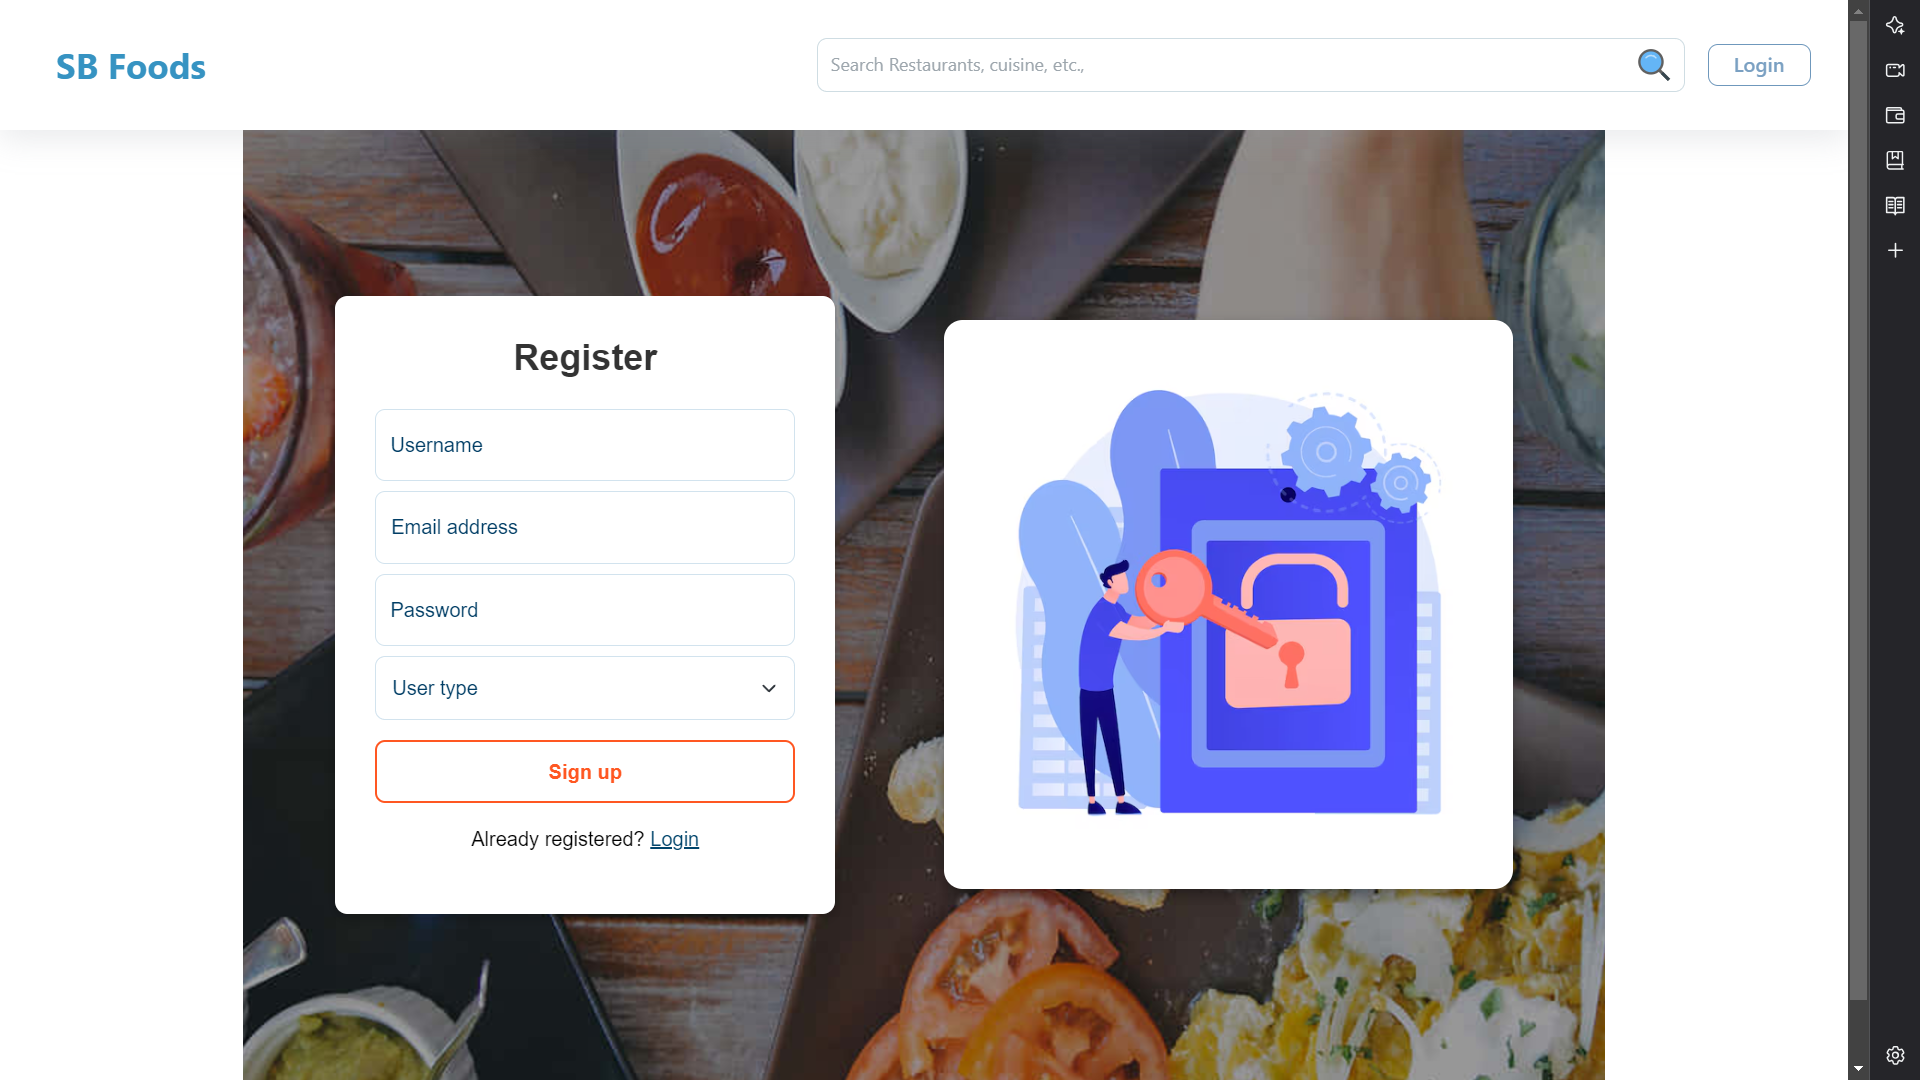 SB Foods
Search Restaurants, cuisine, etc.,
Login
Register
Username
Email address
Password
User type
Sign up
Already registered? Login